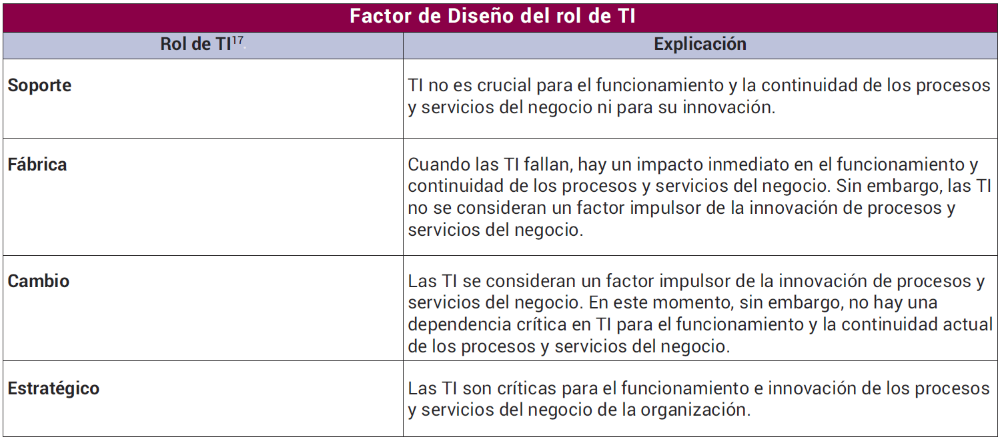 Factor de Diseño del rol de TI
Rol de TI17
Explicación
Soporte
TI no es crucial para el funcionamiento y la continuidad de los procesos
y servicios del negocio ni para su innovación.
Fábrica
Cuando las TI fallan, hay un impacto inmediato en el funcionamiento y
continuidad de los procesos y servicios del negocio. Sin embargo, las TI
no se consideran un factor impulsor de la innovación de procesos y
servicios del negocio.
Cambio
Las TI se consideran un factor impulsor de la innovación de procesos y
servicios del negocio. En este momento, sin embargo, no hay una
dependencia crítica en TI para el funcionamiento y la continuidad actual
de los procesos y servicios del negocio.
Estratégico
Las TI son críticas para el funcionamiento e innovación de los procesos
y servicios del negocio de la organización.